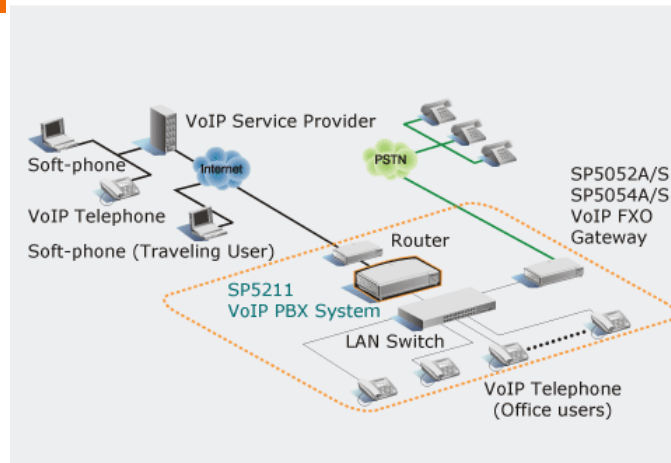 VoIP Service Provider
Soft-phone
Internet
PSTN
VoIP Telephone
Soft-phone (Traveling User)
SP5052A/S
SP5054A/S
VoIP FXO
Gateway
Router
SP5211
VoIP PBX System
LAN Switch
VoIP Telephone
(Office users)